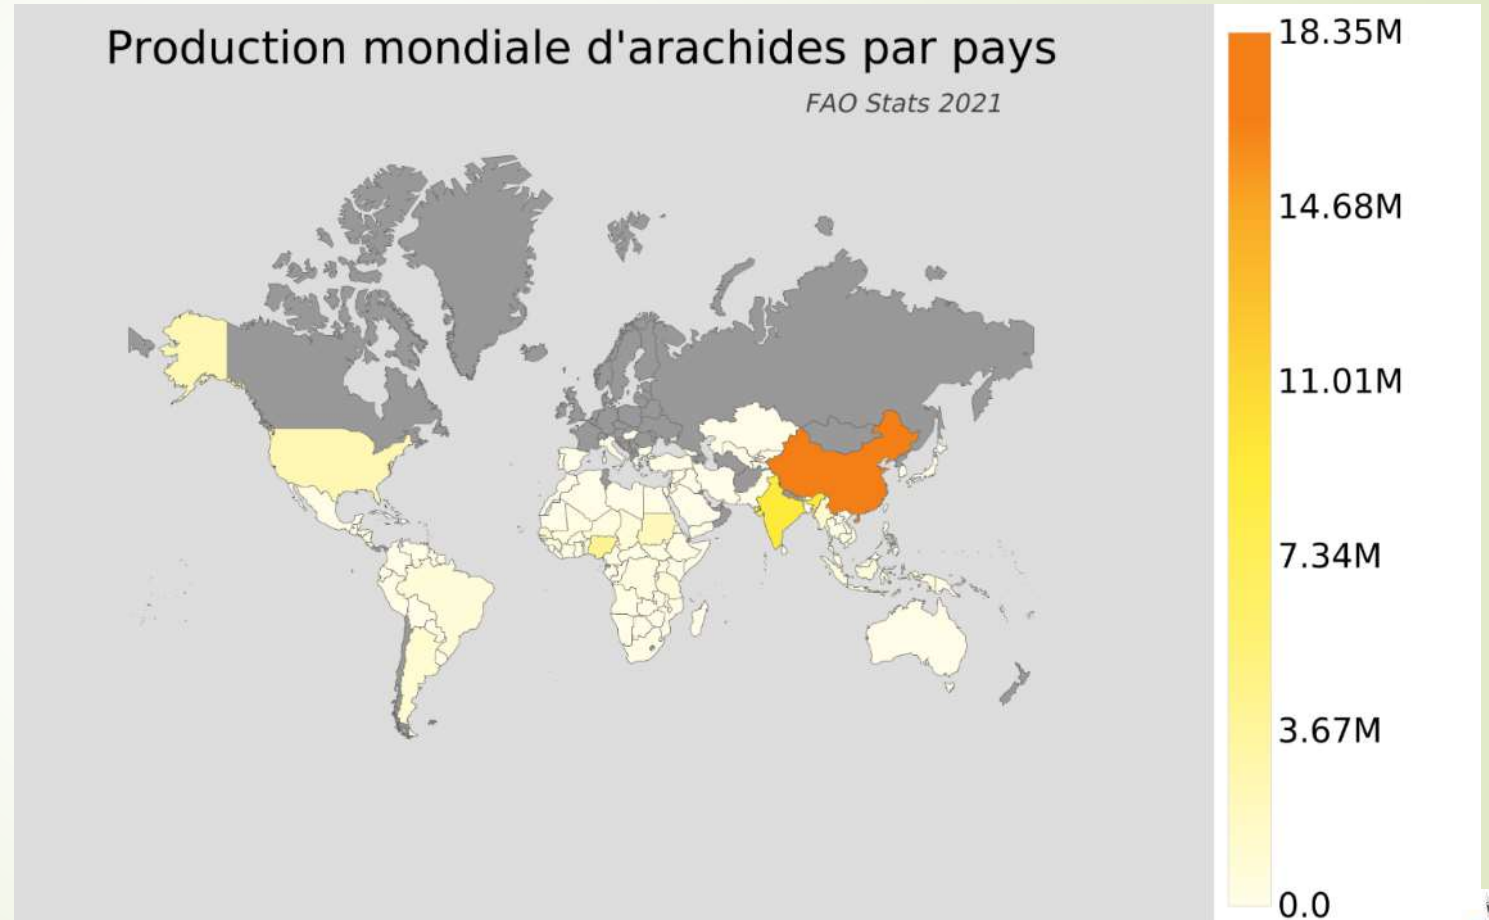 Production mondiale d'arachides par pays
FAO Stats 2021
18.35M
14.68M
11.01M
7.34M
3.67M
0.0